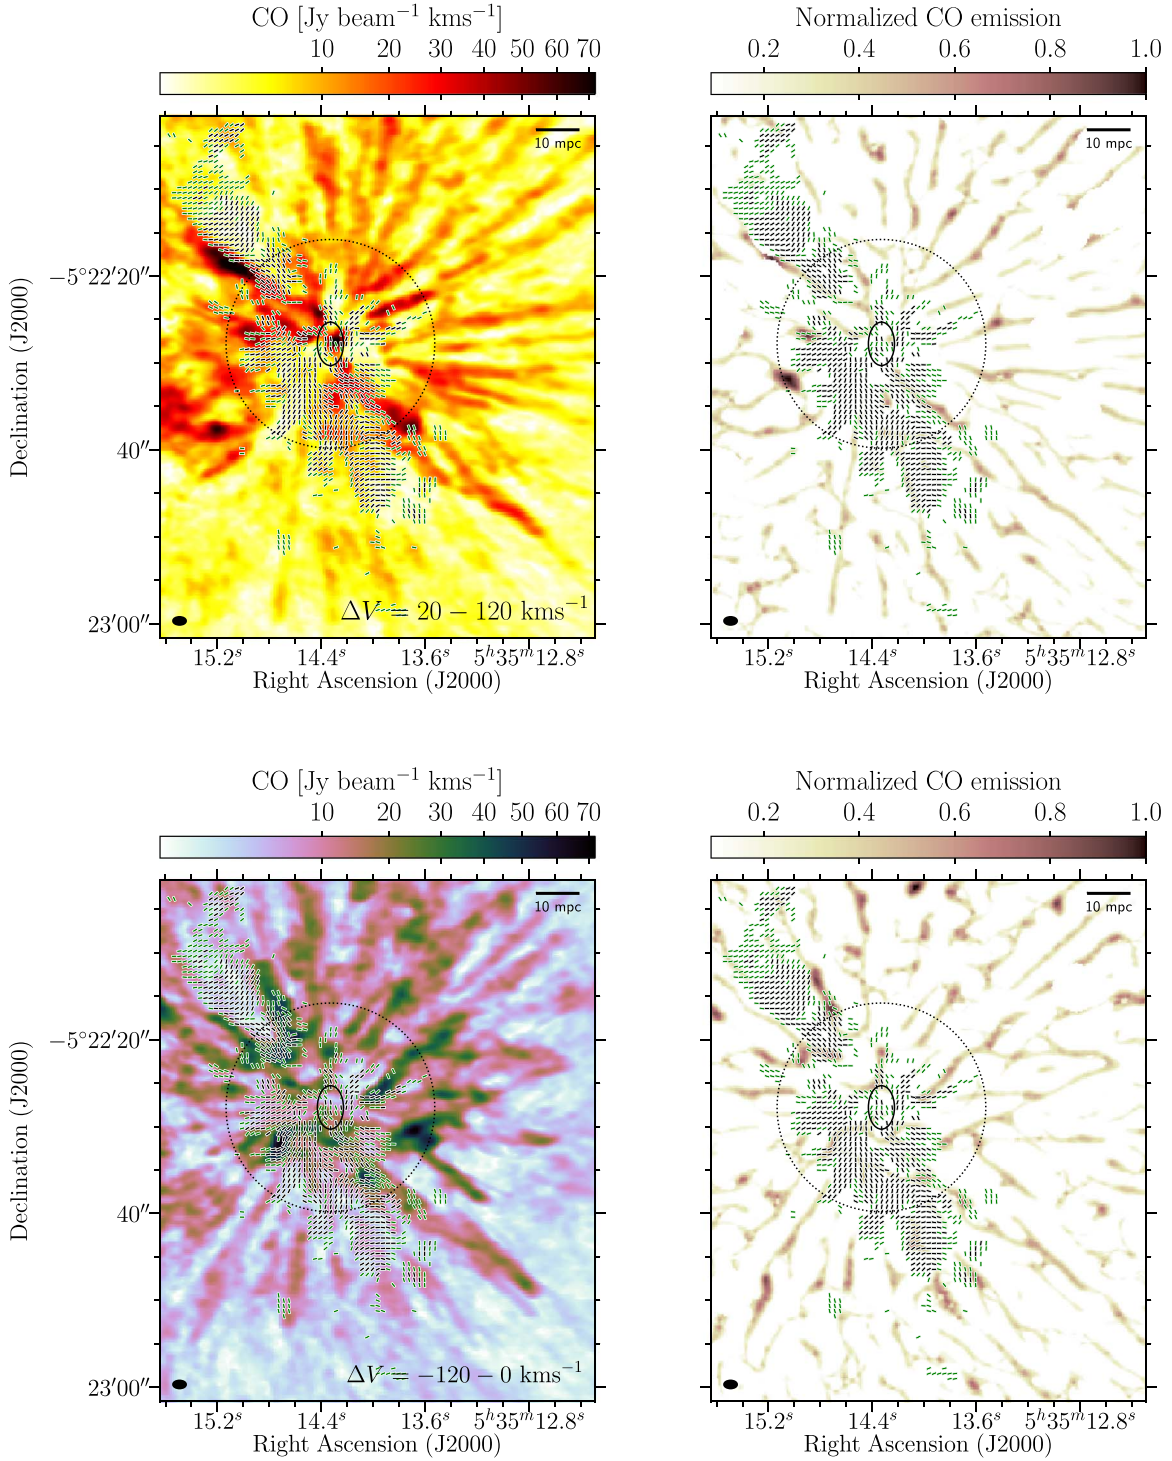 CO [Jy beam⁻¹ kms⁻¹]
10 20 30 40 50 60 70
Normalized CO emission
0.2 0.4 0.6 0.8 1.0
10 mpc
10 mpc
Declination (J2000)
−5°22′20″
40″
23′00″
ΔV = 20 − 120 kms⁻¹
15.2ˢ 14.4ˢ 13.6ˢ 5ʰ35ᵐ12.8ˢ
Right Ascension (J2000)
15.2ˢ 14.4ˢ 13.6ˢ 5ʰ35ᵐ12.8ˢ
Right Ascension (J2000)
CO [Jy beam⁻¹ kms⁻¹]
10 20 30 40 50 60 70
Normalized CO emission
0.2 0.4 0.6 0.8 1.0
10 mpc
10 mpc
Declination (J2000)
−5°22′20″
40″
23′00″
ΔV = −120 − 0 kms⁻¹
15.2ˢ 14.4ˢ 13.6ˢ 5ʰ35ᵐ12.8ˢ
Right Ascension (J2000)
15.2ˢ 14.4ˢ 13.6ˢ 5ʰ35ᵐ12.8ˢ
Right Ascension (J2000)